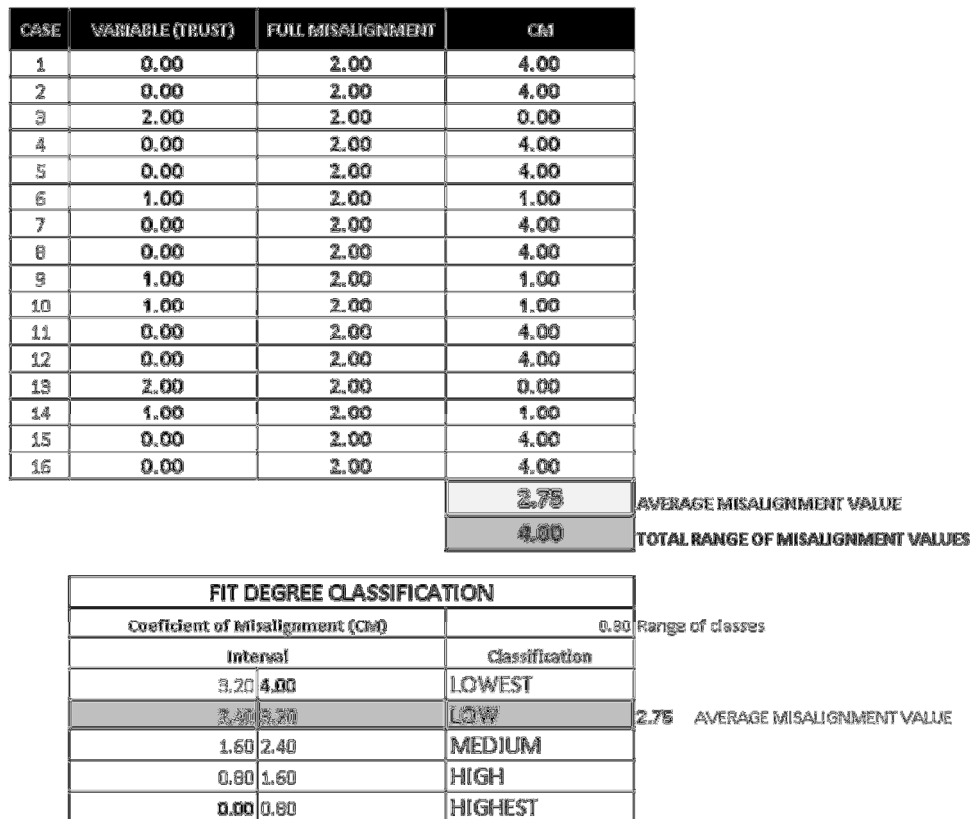 CASE VARIABLE (TRUST) FULL MISALIGNMENT CM
1 0.00 2.00 4.00
2 0.00 2.00 4.00
3 2.00 2.00 0.00
4 0.00 2.00 4.00
5 0.00 2.00 4.00
6 1.00 2.00 1.00
7 0.00 2.00 4.00
8 0.00 2.00 4.00
9 1.00 2.00 1.00
10 1.00 2.00 1.00
11 0.00 2.00 4.00
12 0.00 2.00 4.00
13 2.00 2.00 0.00
14 1.00 2.00 1.00
15 0.00 2.00 4.00
16 0.00 2.00 4.00
2.75 AVERAGE MISALIGNMENT VALUE
4.00 TOTAL RANGE OF MISALIGNMENT VALUES
FIT DEGREE CLASSIFICATION
Coeficient of Misalignment (CM) 0.80 Range of classes
Interval Classification
3.20 4.00 LOWEST
2.40 3.20 LOW 2.75 AVERAGE MISALIGNMENT VALUE
1.60 2.40 MEDIUM
0.80 1.60 HIGH
0.00 0.80 HIGHEST